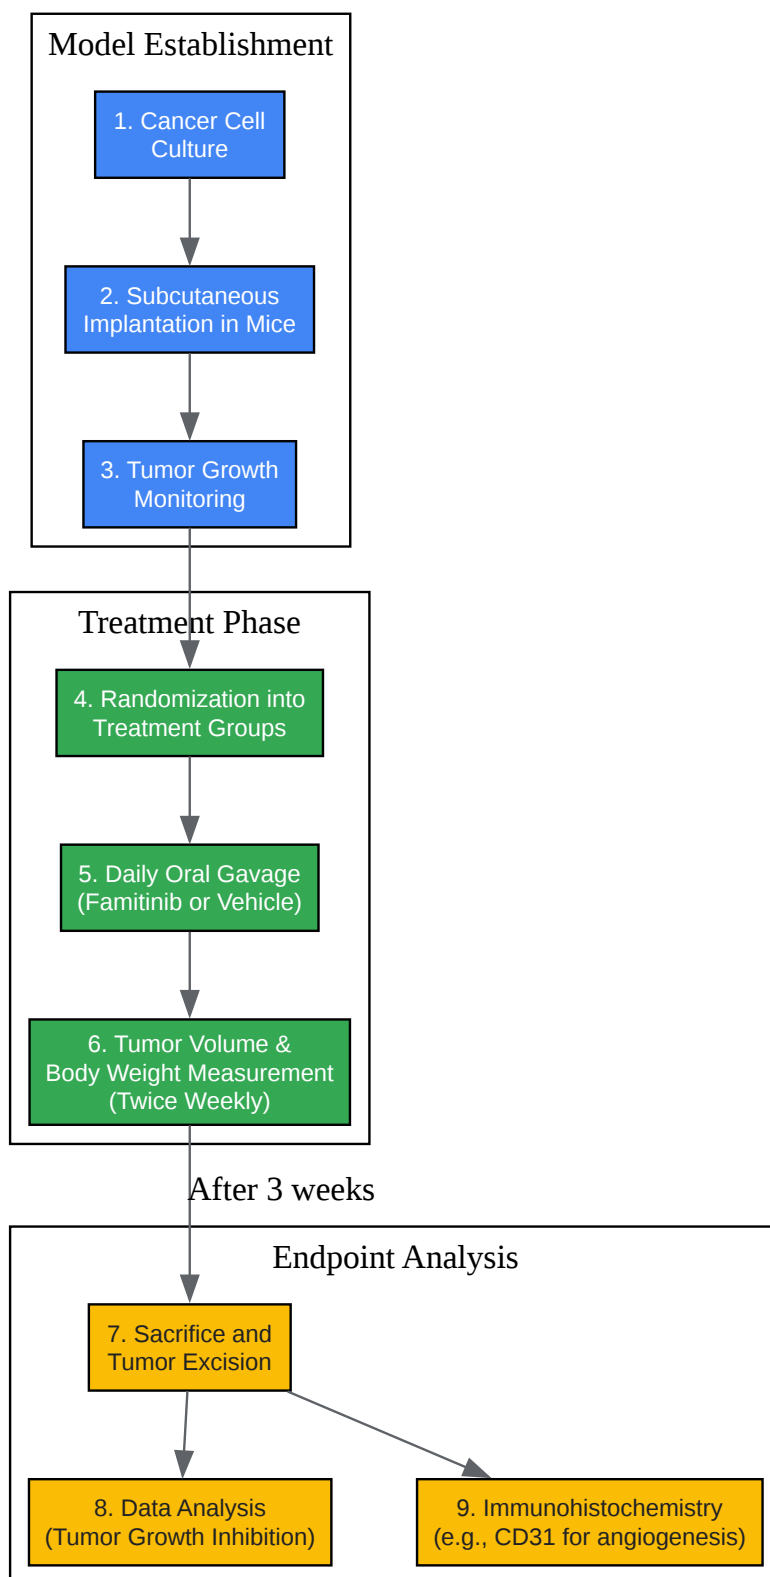 Model Establishment
1. Cancer Cell
Culture
2. Subcutaneous
Implantation in Mice
3. Tumor Growth
Monitoring
Treatment Phase
4. Randomization into
Treatment Groups
5. Daily Oral Gavage
(Famitinib or Vehicle)
6. Tumor Volume &
Body Weight Measurement
(Twice Weekly)
After 3 weeks
Endpoint Analysis
7. Sacrifice and
Tumor Excision
8. Data Analysis
(Tumor Growth Inhibition)
9. Immunohistochemistry
(e.g., CD31 for angiogenesis)